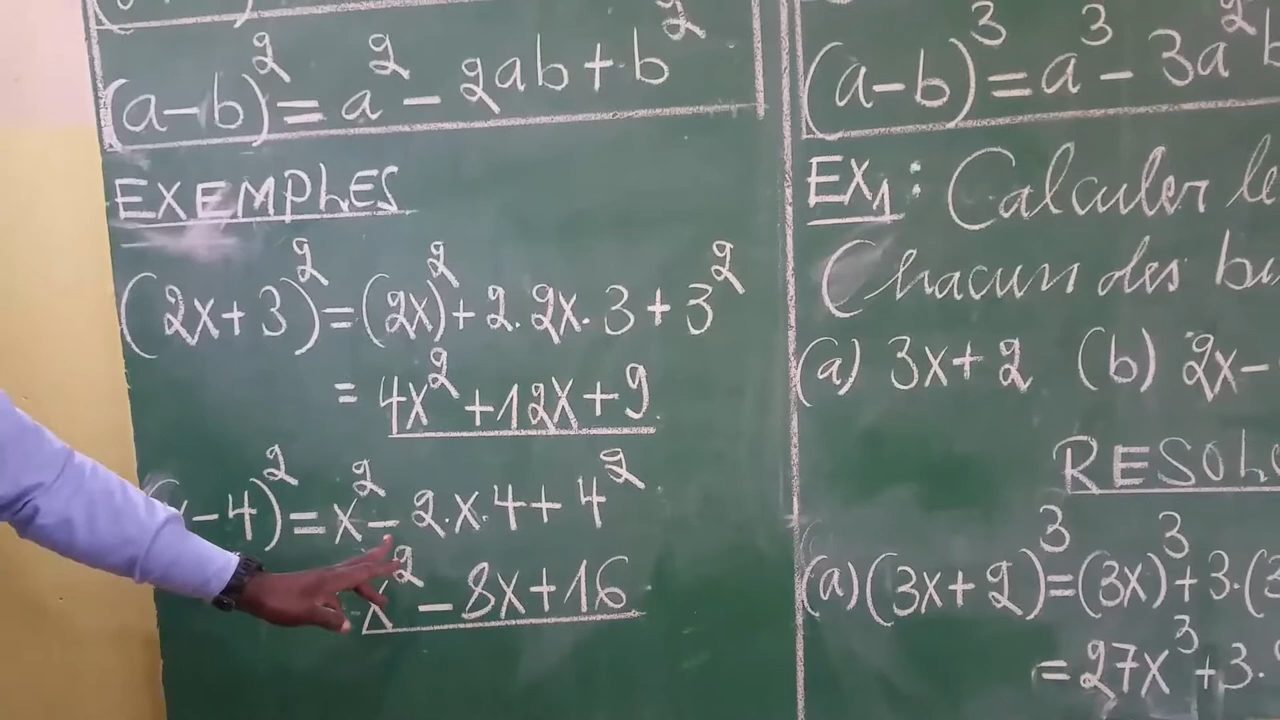 (a-b)² = a² - 2ab + b²
EXEMPLES
(2x+3)² = (2x)² + 2.2x.3 + 3²
= 4x² + 12x + 9
- 4)² = x² - 2.x.4 + 4²
x² - 8x + 16
(a-b)³ = a³ - 3a²b
Ex₁: Calculer le
Chacun des
(a) 3x+2 (b) 2x-
RESOL
(a) (3x+2)³ = (3x)³ + 3.(3
= 27x³ + 3.